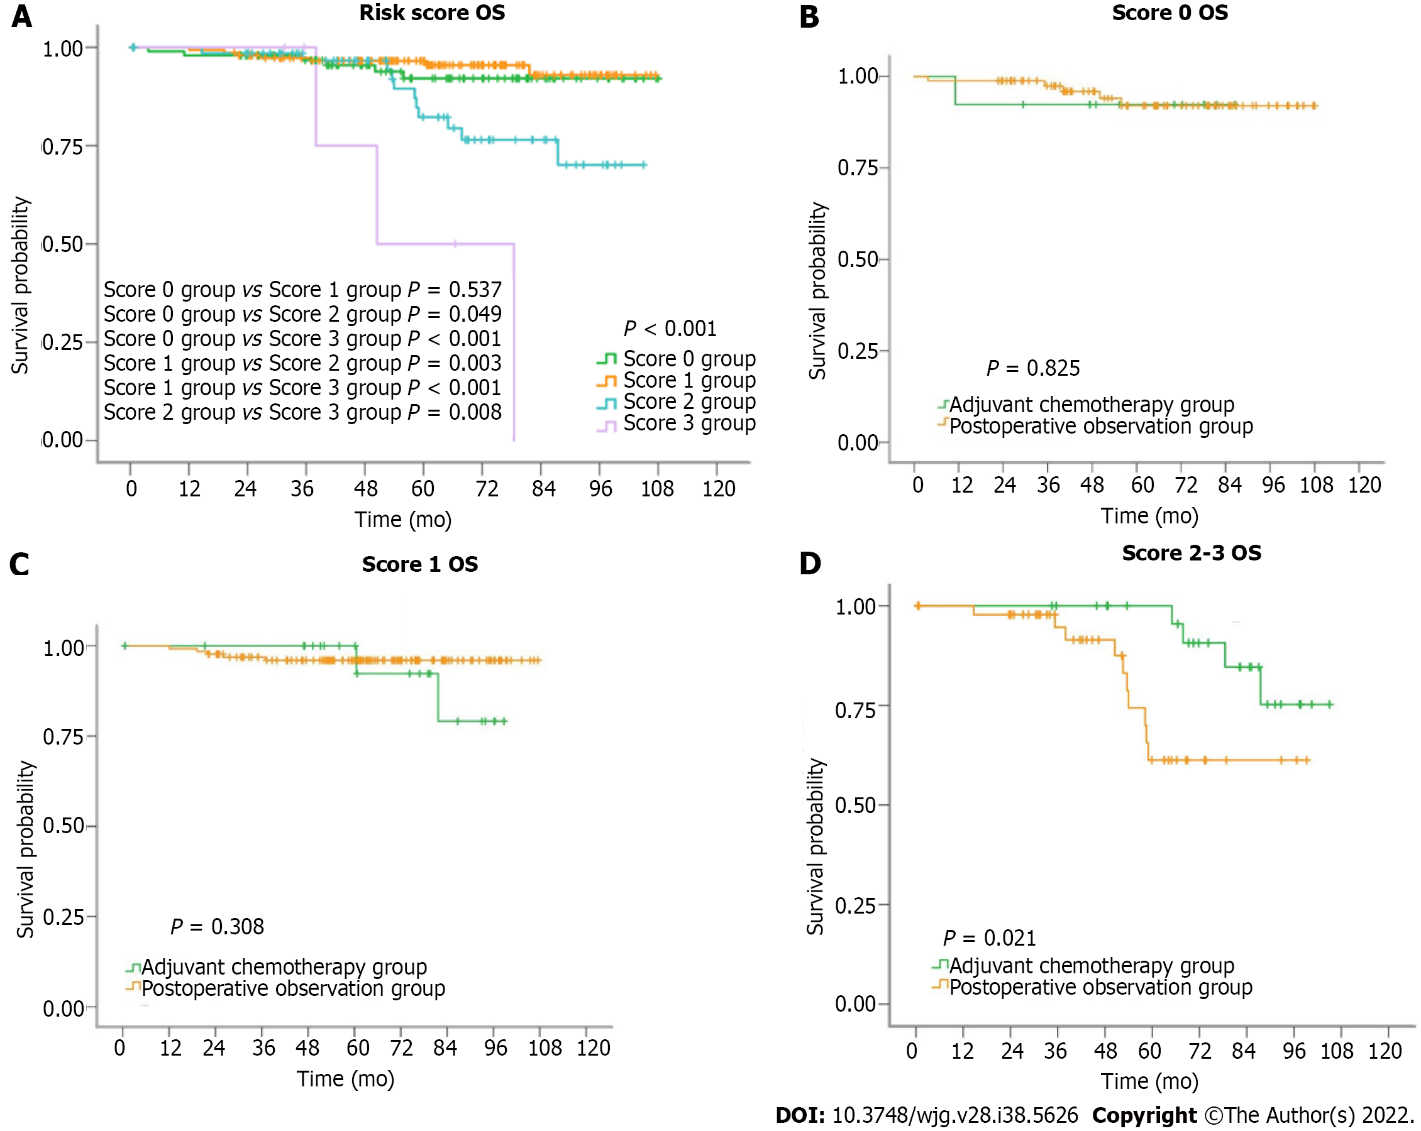 A
Risk score OS
1.00
0.75
0.50
0.25
0.00
Survival probability
Score 0 group vs Score 1 group P = 0.537
Score 0 group vs Score 2 group P = 0.049
Score 0 group vs Score 3 group P < 0.001
Score 1 group vs Score 2 group P = 0.003
Score 1 group vs Score 3 group P < 0.001
Score 2 group vs Score 3 group P = 0.008
P < 0.001
Score 0 group
Score 1 group
Score 2 group
Score 3 group
0 12 24 36 48 60 72 84 96 108 120
Time (mo)
B
Score 0 OS
1.00
0.75
0.50
0.25
0.00
Survival probability
P = 0.825
Adjuvant chemotherapy group
Postoperative observation group
0 12 24 36 48 60 72 84 96 108 120
Time (mo)
C
Score 1 OS
1.00
0.75
0.50
0.25
0.00
Survival probability
P = 0.308
Adjuvant chemotherapy group
Postoperative observation group
0 12 24 36 48 60 72 84 96 108 120
Time (mo)
D
Score 2-3 OS
1.00
0.75
0.50
0.25
0.00
Survival probability
P = 0.021
Adjuvant chemotherapy group
Postoperative observation group
0 12 24 36 48 60 72 84 96 108 120
Time (mo)
DOI: 10.3748/wjg.v28.i38.5626 Copyright ©The Author(s) 2022.